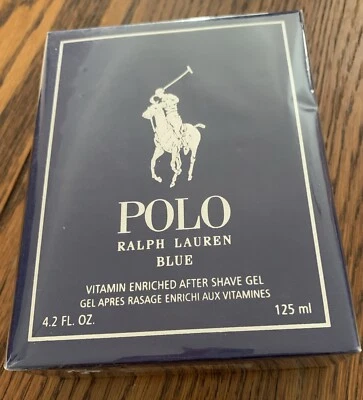 POLO
RALPH LAUREN
BLUE
VITAMIN ENRICHED AFTER SHAVE GEL
GEL APRES RASAGE ENRICHI AUX VITAMINES
4.2 FL. OZ. 125 ml